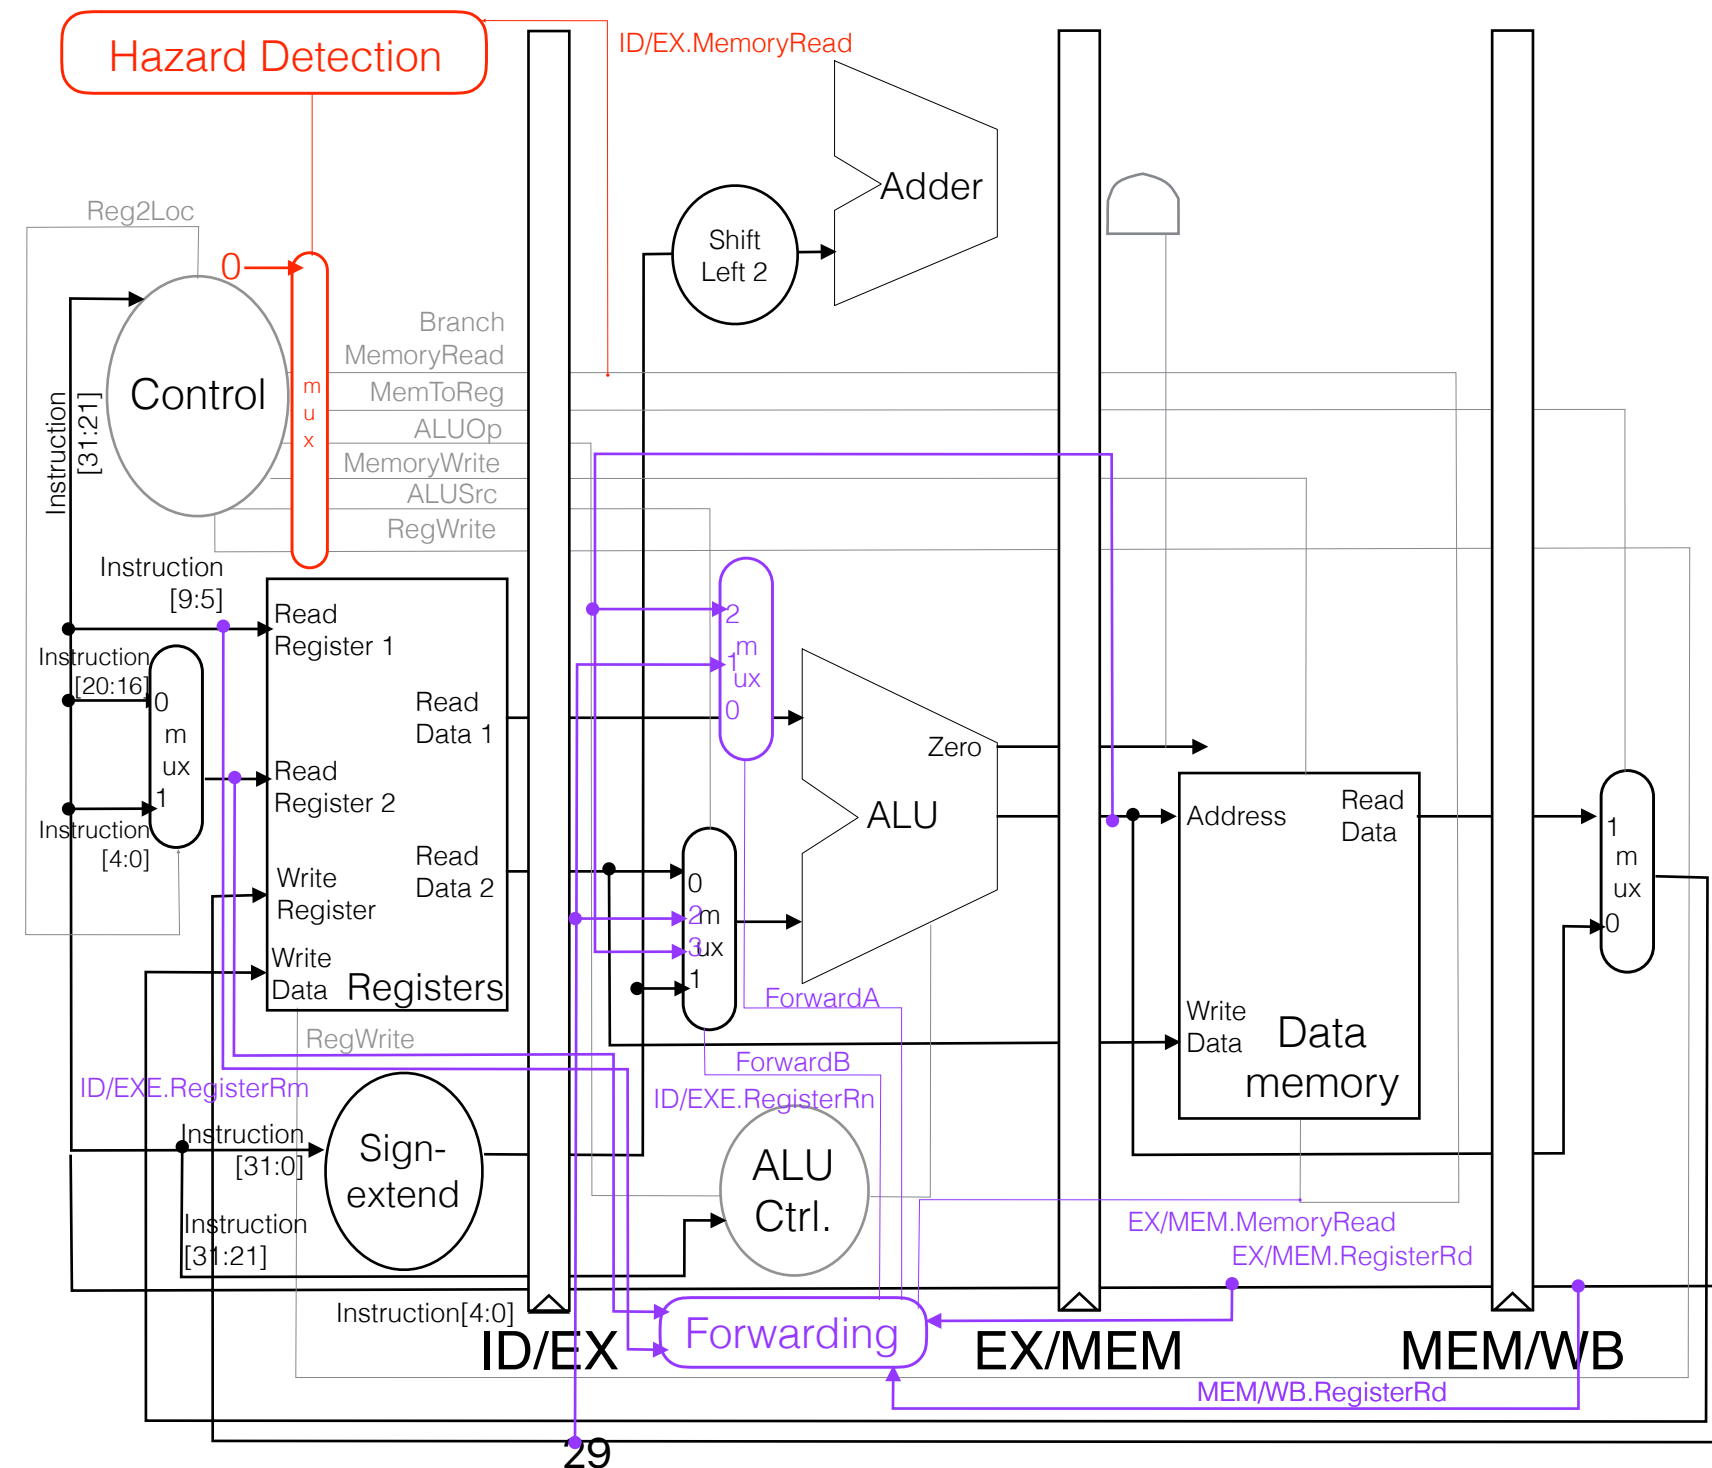 Hazard Detection
ID/EX.MemoryRead
Adder
Reg2Loc
Shift
Left 2
0
Branch
MemoryRead
Control
m
u
x
MemToReg
ALUOp
MemoryWrite
ALUSrc
RegWrite
Instruction
[31:21]
Instruction
[9:5]
Read
Register 1
2
m
1
ux
0
Instruction
[20:16]
0
m
ux
1
Read
Data 1
Zero
Read
Register 2
ALU
Address
Read
Data
1
m
ux
0
Instruction
[4:0]
Read
Data 2
0
2
m
3
ux
1
Write
Register
Write
Data
Registers
ForwardA
Write
Data
Data
memory
RegWrite
ForwardB
ID/EXE.RegisterRm
ID/EXE.RegisterRn
Instruction
[31:0]
Sign-
extend
ALU
Ctrl.
Instruction
[31:21]
EX/MEM.MemoryRead
EX/MEM.RegisterRd
Instruction[4:0]
Forwarding
ID/EX
EX/MEM
MEM/WB
MEM/WB.RegisterRd
29